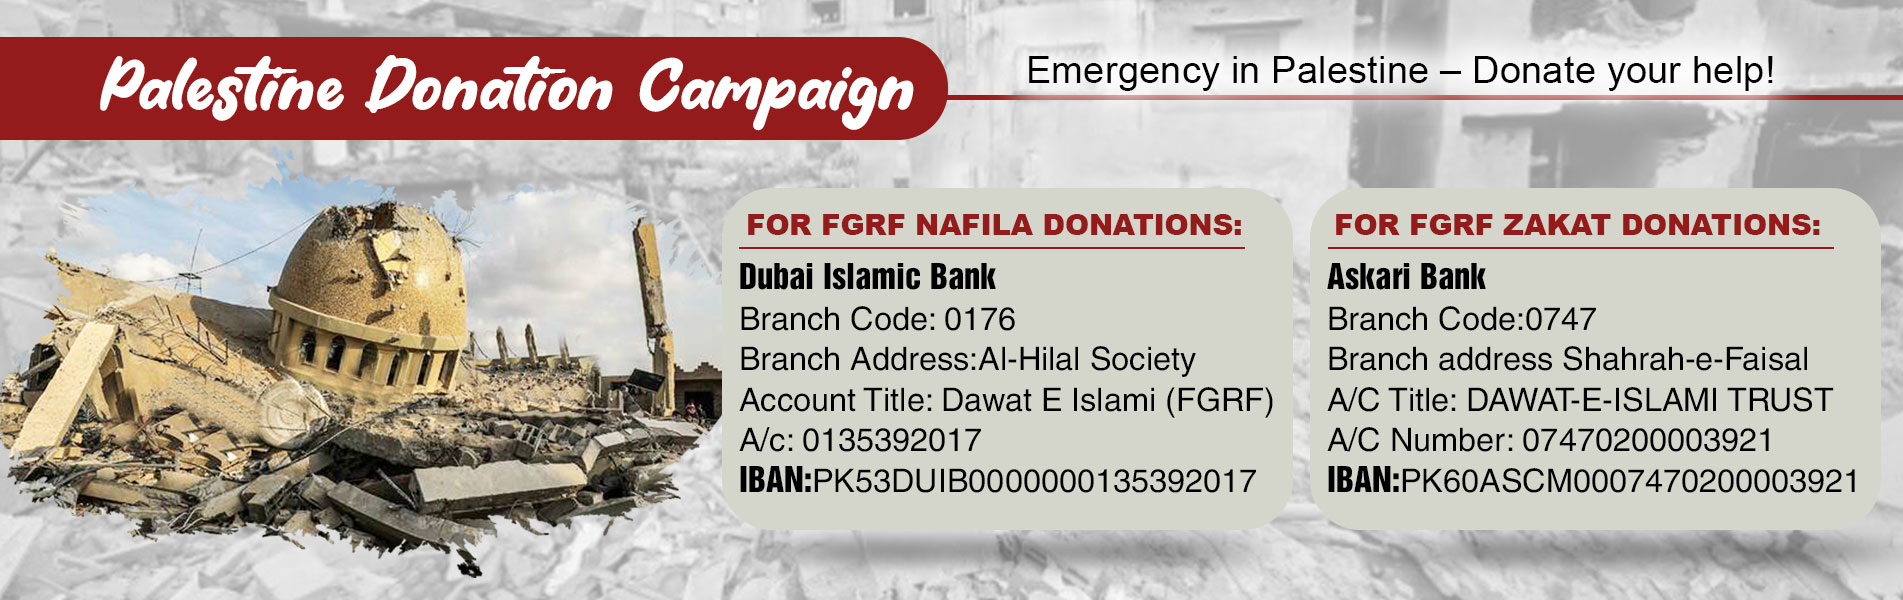 Palestine Donation Campaign
Emergency in Palestine – Donate your help!
FOR FGRF NAFILA DONATIONS:
Dubai Islamic Bank
Branch Code: 0176
Branch Address:Al-Hilal Society
Account Title: Dawat E Islami (FGRF)
A/c: 0135392017
IBAN:PK53DUIB0000000135392017
FOR FGRF ZAKAT DONATIONS:
Askari Bank
Branch Code:0747
Branch address Shahrah-e-Faisal
A/C Title: DAWAT-E-ISLAMI TRUST
A/C Number: 07470200003921
IBAN:PK60ASCM0007470200003921